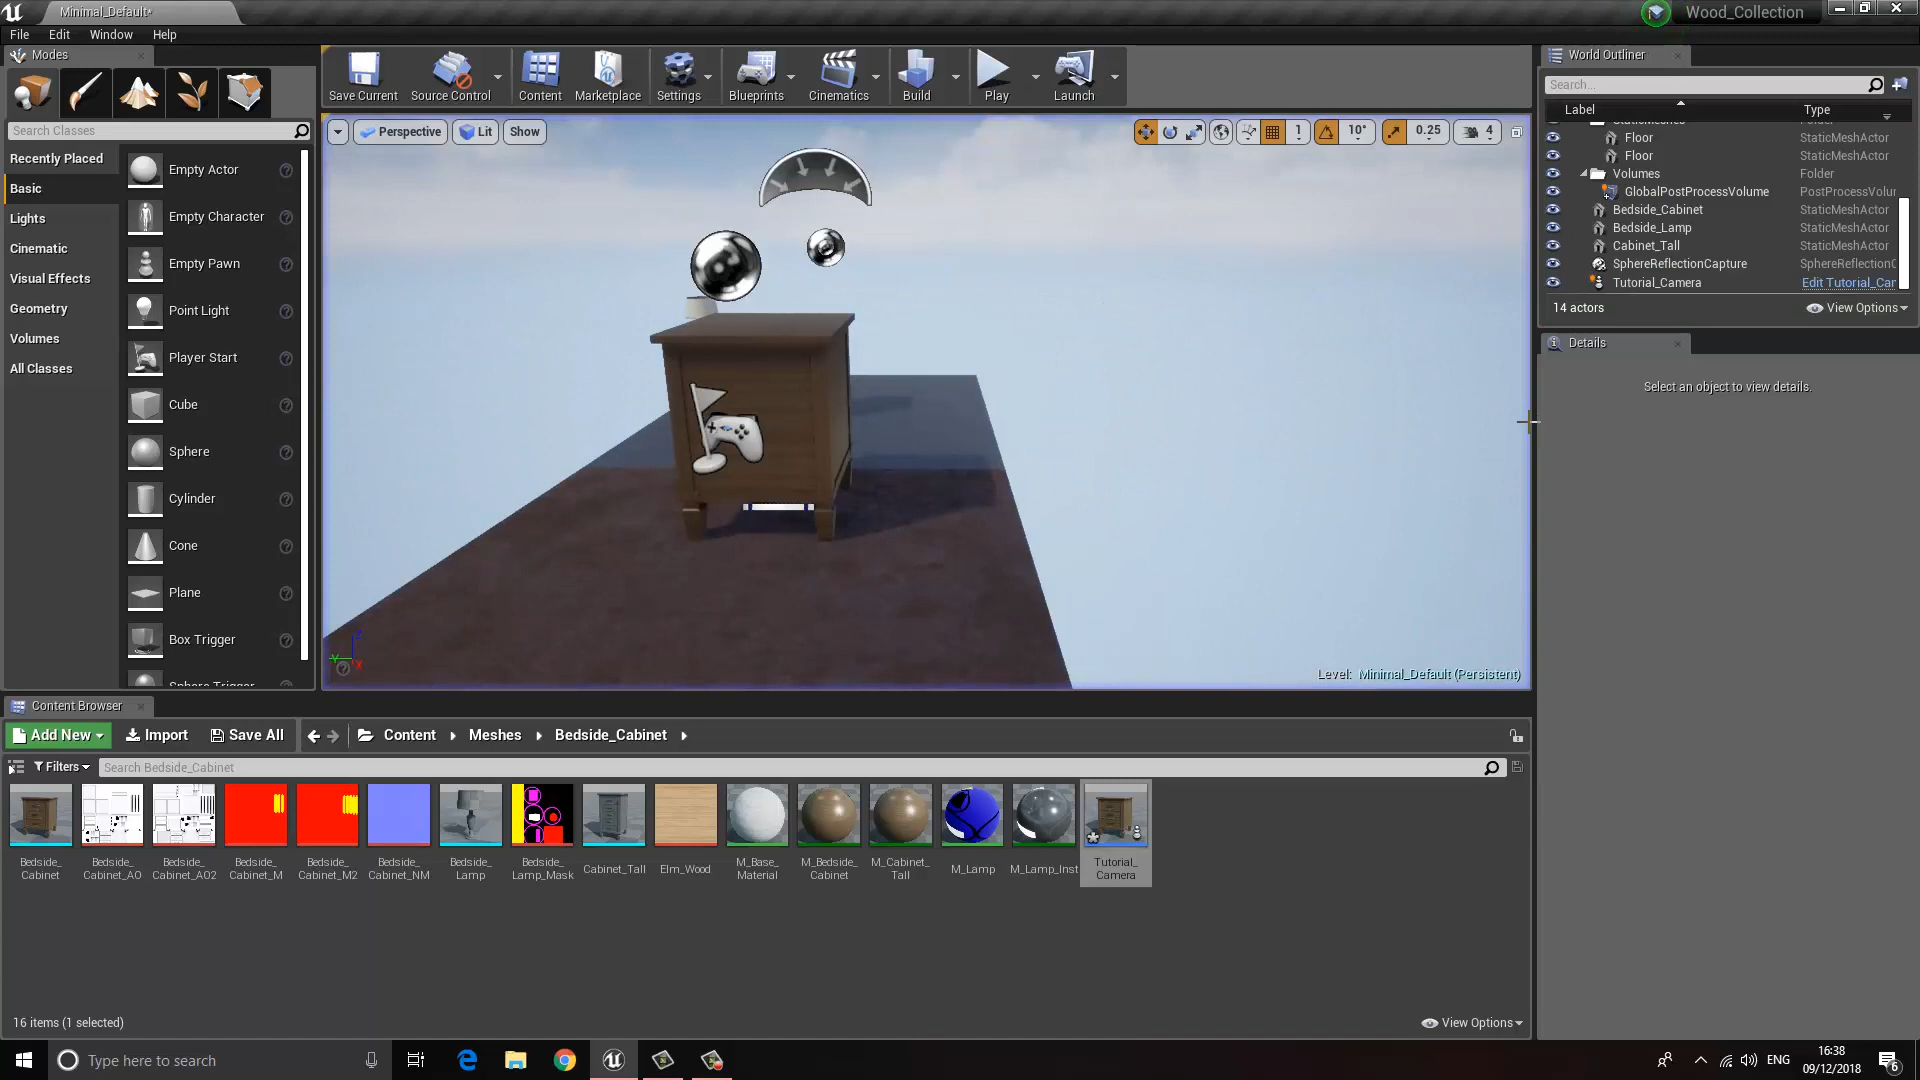 Minimal_Default*
Wood_Collection
File Edit Window Help
Modes
Search Classes
Recently Placed
Basic
Lights
Cinematic
Visual Effects
Geometry
Volumes
All Classes
Empty Actor
Empty Character
Empty Pawn
Point Light
Player Start
Cube
Sphere
Cylinder
Cone
Plane
Box Trigger
Sphere Trigger
Save Current
Source Control
Content
Marketplace
Settings
Blueprints
Cinematics
Build
Play
Launch
Perspective
Lit
Show
1
10°
0.25
4
Level: Minimal_Default (Persistent)
World Outliner
Search...
Label Type
StaticMeshes Folder
Floor StaticMeshActor
Floor StaticMeshActor
Volumes Folder
GlobalPostProcessVolume PostProcessVolu
Bedside_Cabinet StaticMeshActor
Bedside_Lamp StaticMeshActor
Cabinet_Tall StaticMeshActor
SphereReflectionCapture SphereReflectionC
Tutorial_Camera Edit Tutorial_Car
14 actors
View Options
Details
Select an object to view details.
Content Browser
Add New
Import
Save All
Content
Meshes
Bedside_Cabinet
Filters
Search Bedside_Cabinet
Bedside_
Cabinet
Bedside_
Cabinet_AO
Bedside_
Cabinet_AO2
Bedside_
Cabinet_M
Bedside_
Cabinet_M2
Bedside_
Cabinet_NM
Bedside_
Lamp
Bedside_
Lamp_Mask
Cabinet_Tall
Elm_Wood
M_Base_
Material
M_Bedside_
Cabinet
M_Cabinet_
Tall
M_Lamp
M_Lamp_Inst
Tutorial_
Camera
16 items (1 selected)
View Options
Type here to search
ENG
16:38
09/12/2018
6